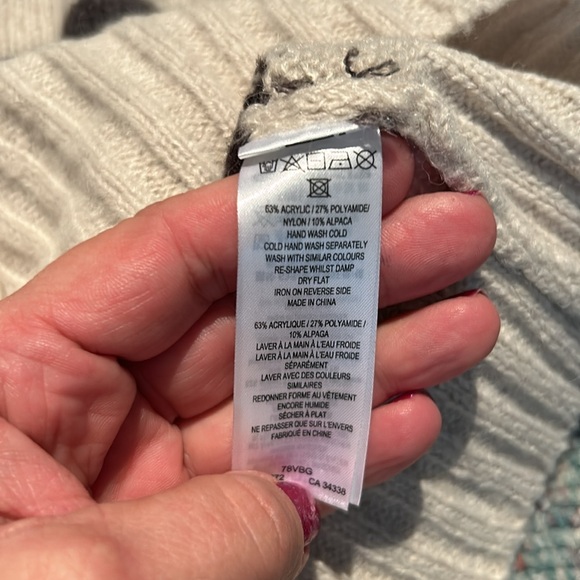 63% ACRYLIC / 27% POLYAMIDE/
NYLON / 10% ALPACA
HAND WASH COLD
COLD HAND WASH SEPARATELY
WASH WITH SIMILAR COLOURS
RE-SHAPE WHILST DAMP
DRY FLAT
IRON ON REVERSE SIDE
MADE IN CHINA
63% ACRYLIQUE / 27% POLYAMIDE /
10% ALPAGA
LAVER À LA MAIN À L'EAU FROIDE
LAVER À LA MAIN À L'EAU FROIDE
SÉPARÉMENT
LAVER AVEC DES COULEURS
SIMILAIRES
REDONNER FORME AU VÊTEMENT
ENCORE HUMIDE
SÉCHER À PLAT
NE REPASSER QUE SUR L'ENVERS
FABRIQUÉ EN CHINE
78VBG
CA 34338